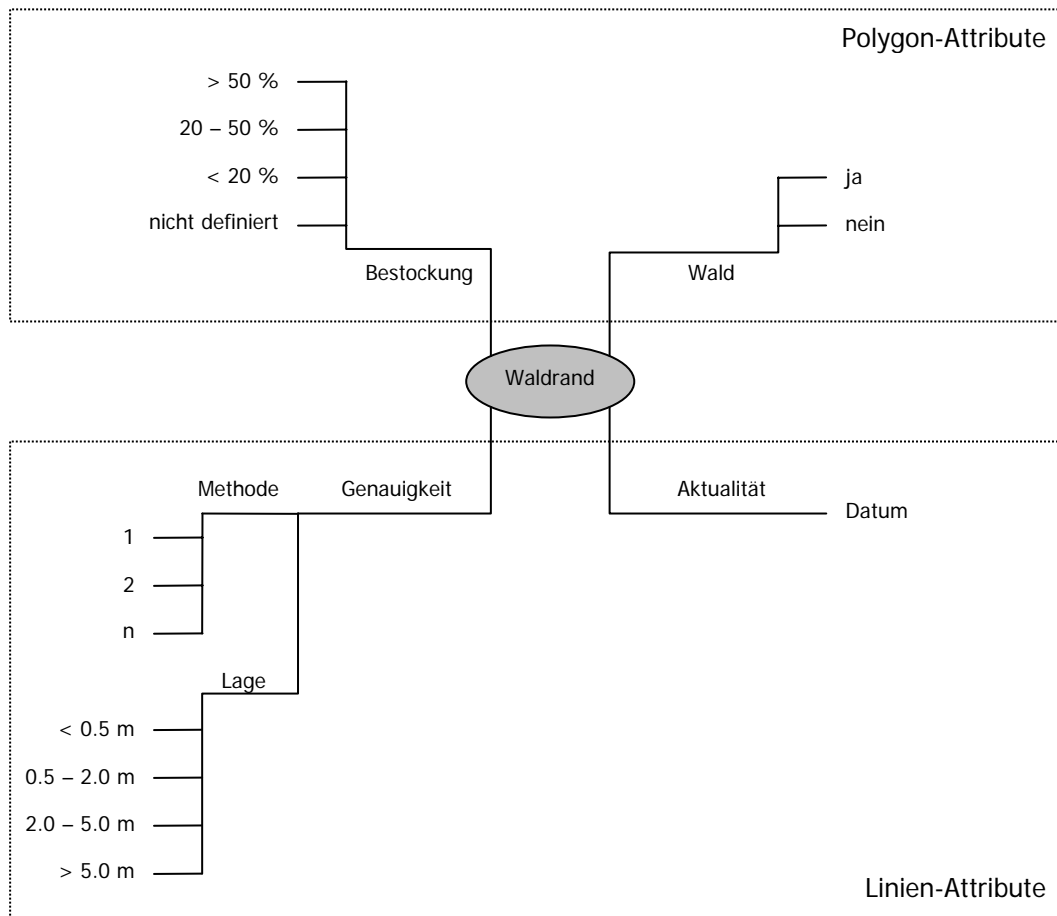 Polygon-Attribute
> 50 %
20 – 50 %
< 20 %
nicht definiert
Bestockung
ja
nein
Wald
Waldrand
Methode
Genauigkeit
Aktualität
Datum
1
2
n
Lage
< 0.5 m
0.5 – 2.0 m
2.0 – 5.0 m
> 5.0 m
Linien-Attribute